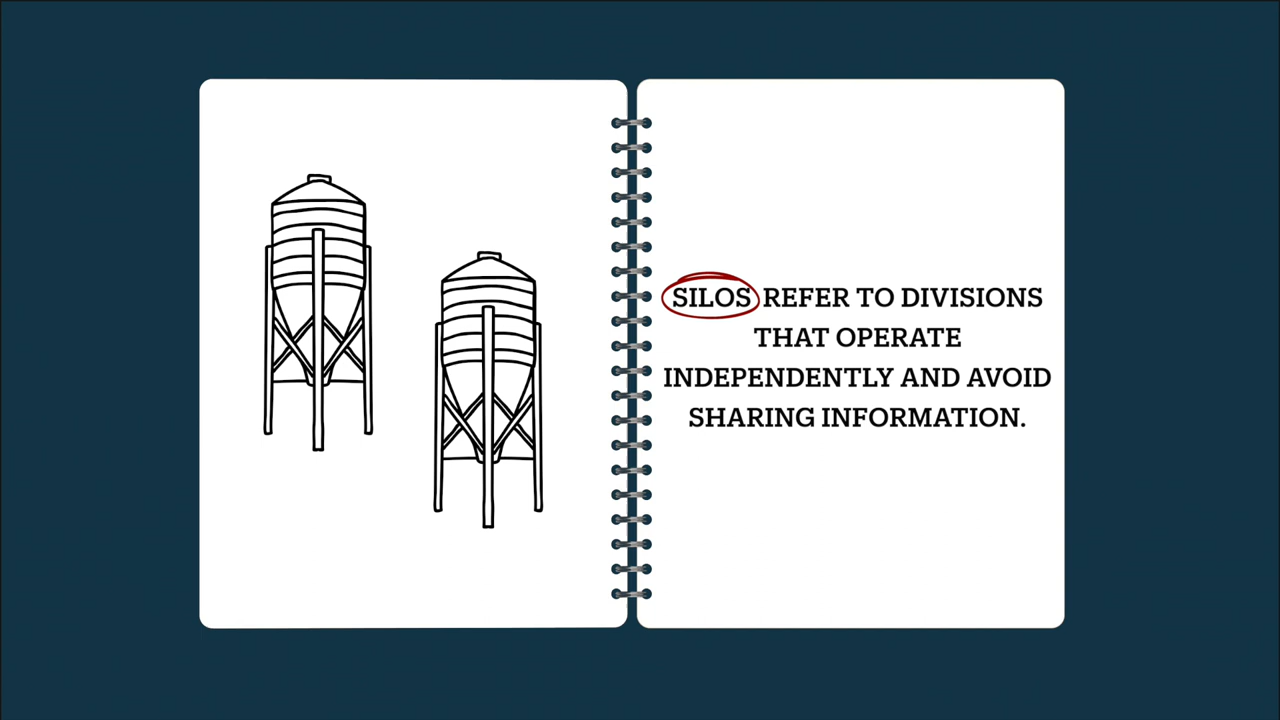 SILOS REFER TO DIVISIONS
THAT OPERATE
INDEPENDENTLY AND AVOID
SHARING INFORMATION.